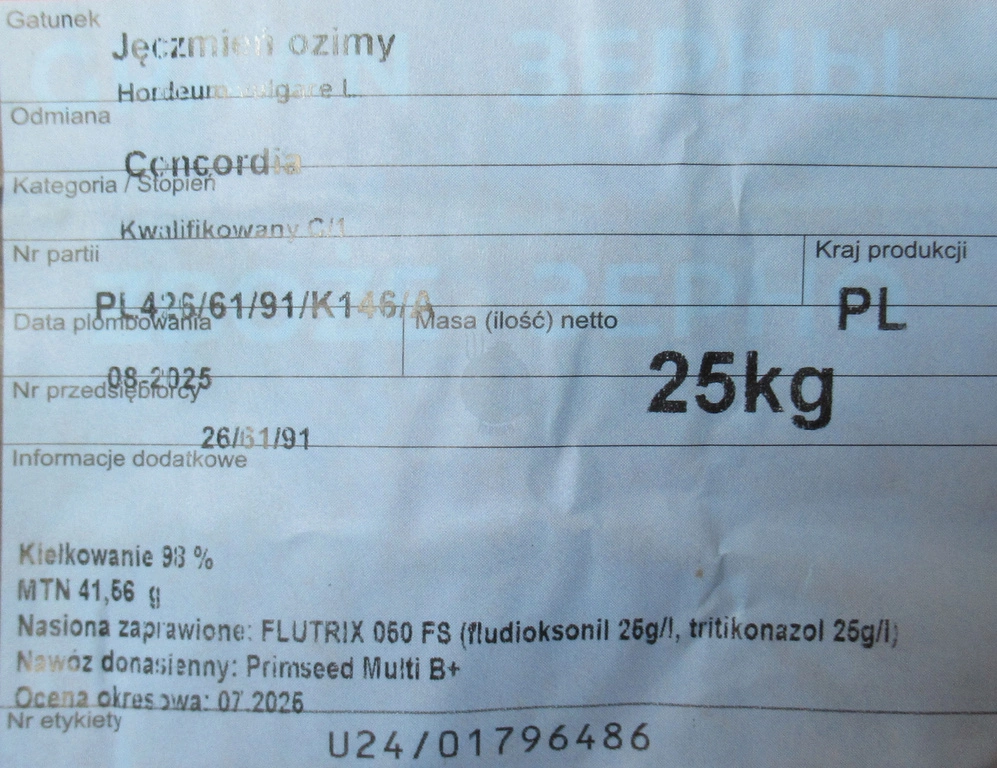 Gatunek
Jęczmień ozimy
Hordeum vulgare L.
Odmiana
Concordia
Kategoria / Stopień
Kwalifikowany C/1
Nr partii
Kraj produkcji
PL426/61/91/K146/A
PL
Data plombowania
Masa (ilość) netto
08.2025
25kg
Nr przedsiębiorcy
26/61/91
Informacje dodatkowe
Kiełkowanie 98 %
MTN 41,56 g
Nasiona zaprawione: FLUTRIX 050 FS (fludioksonil 25g/l, tritikonazol 25g/l)
Nawóz donasienny: Primseed Multi B+
Ocena okresowa: 07.2025
Nr etykiety
U24/01796486